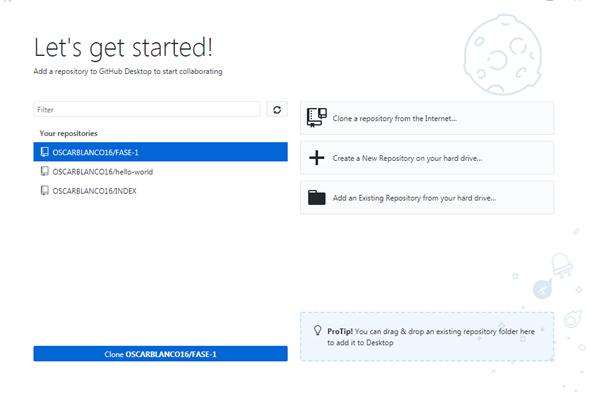 Let's get started!
Add a repository to GitHub Desktop to start collaborating
Filter
Your repositories
OSCARBLANCO16/FASE-1
OSCARBLANCO16/hello-world
OSCARBLANCO16/INDEX
Clone OSCARBLANCO16/FASE-1
Clone a repository from the Internet...
Create a New Repository on your hard drive...
Add an Existing Repository from your hard drive...
ProTip! You can drag & drop an existing repository folder here
to add it to Desktop